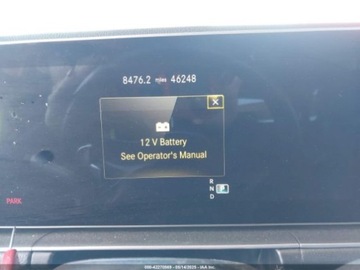 8476.2 miles 46248
×
12 V Battery
See Operator's Manual
R
N
D
P
PARK